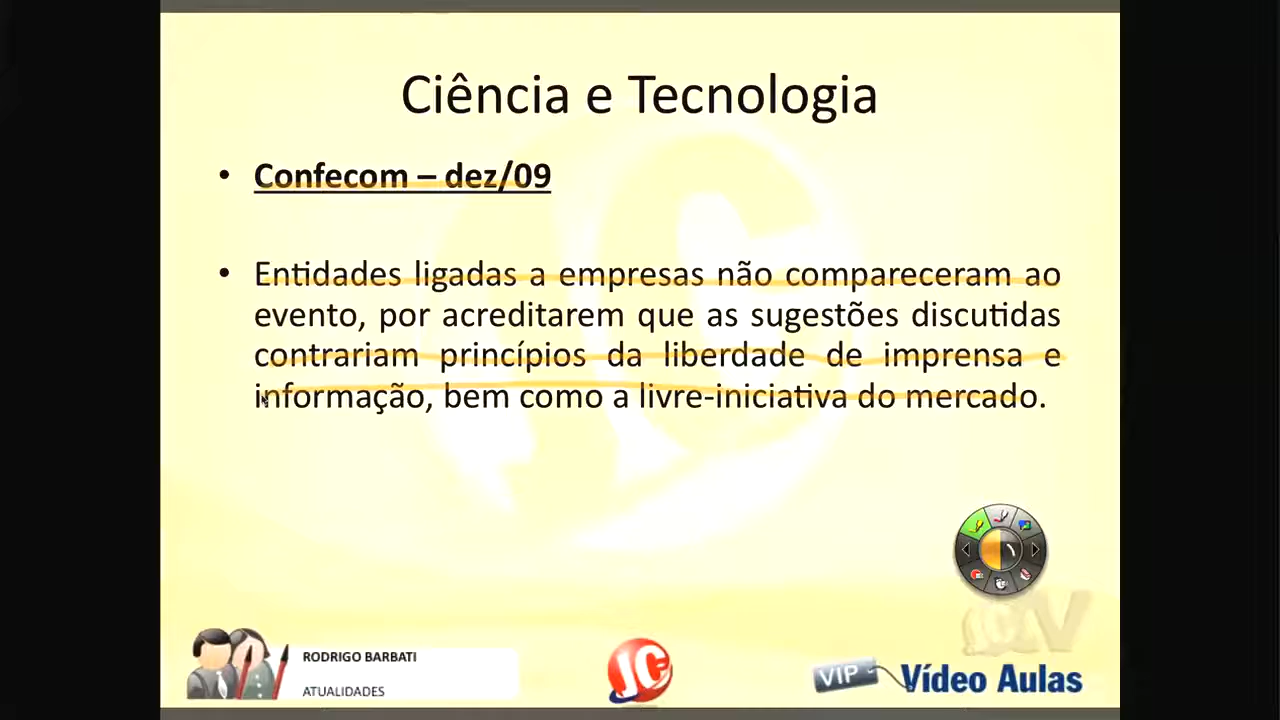 Ciência e Tecnologia
• Confecom – dez/09
• Entidades ligadas a empresas não compareceram ao
evento, por acreditarem que as sugestões discutidas
contrariam princípios da liberdade de imprensa e
informação, bem como a livre-iniciativa do mercado.
RODRIGO BARBATI
ATUALIDADES
JC
VIP
Vídeo Aulas